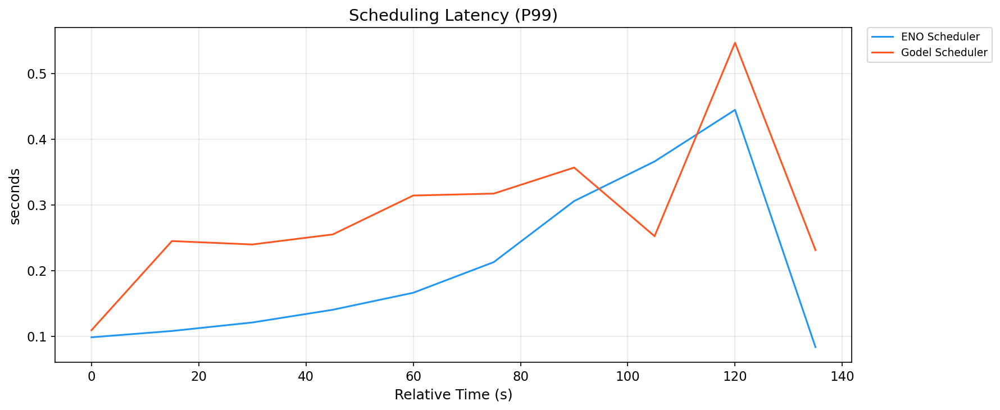 Scheduling Latency (P99)
ENO Scheduler
Godel Scheduler
seconds
0.5
0.4
0.3
0.2
0.1
0 20 40 60 80 100 120 140
Relative Time (s)